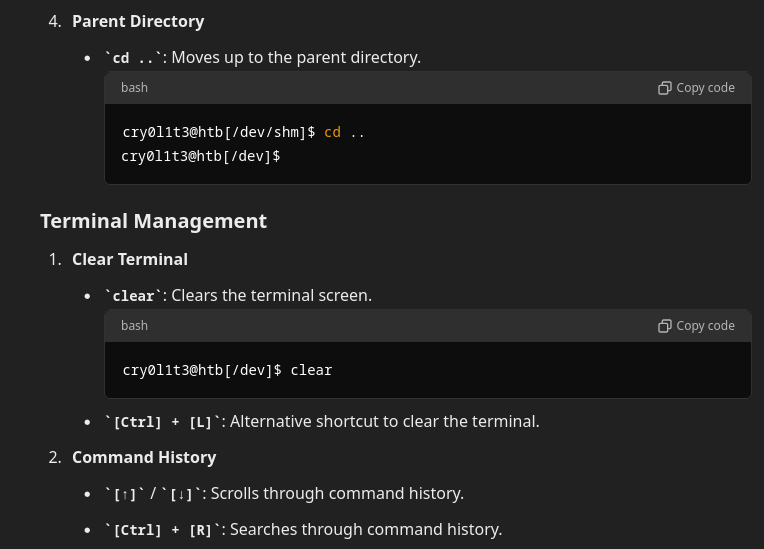 4. Parent Directory
• `cd ..`: Moves up to the parent directory.
bash Copy code
cry0l1t3@htb[/dev/shm]$ cd ..
cry0l1t3@htb[/dev]$
Terminal Management
1. Clear Terminal
• `clear`: Clears the terminal screen.
bash Copy code
cry0l1t3@htb[/dev]$ clear
• `[Ctrl] + [L]`: Alternative shortcut to clear the terminal.
2. Command History
• `[↑]` / `[↓]`: Scrolls through command history.
• `[Ctrl] + [R]`: Searches through command history.